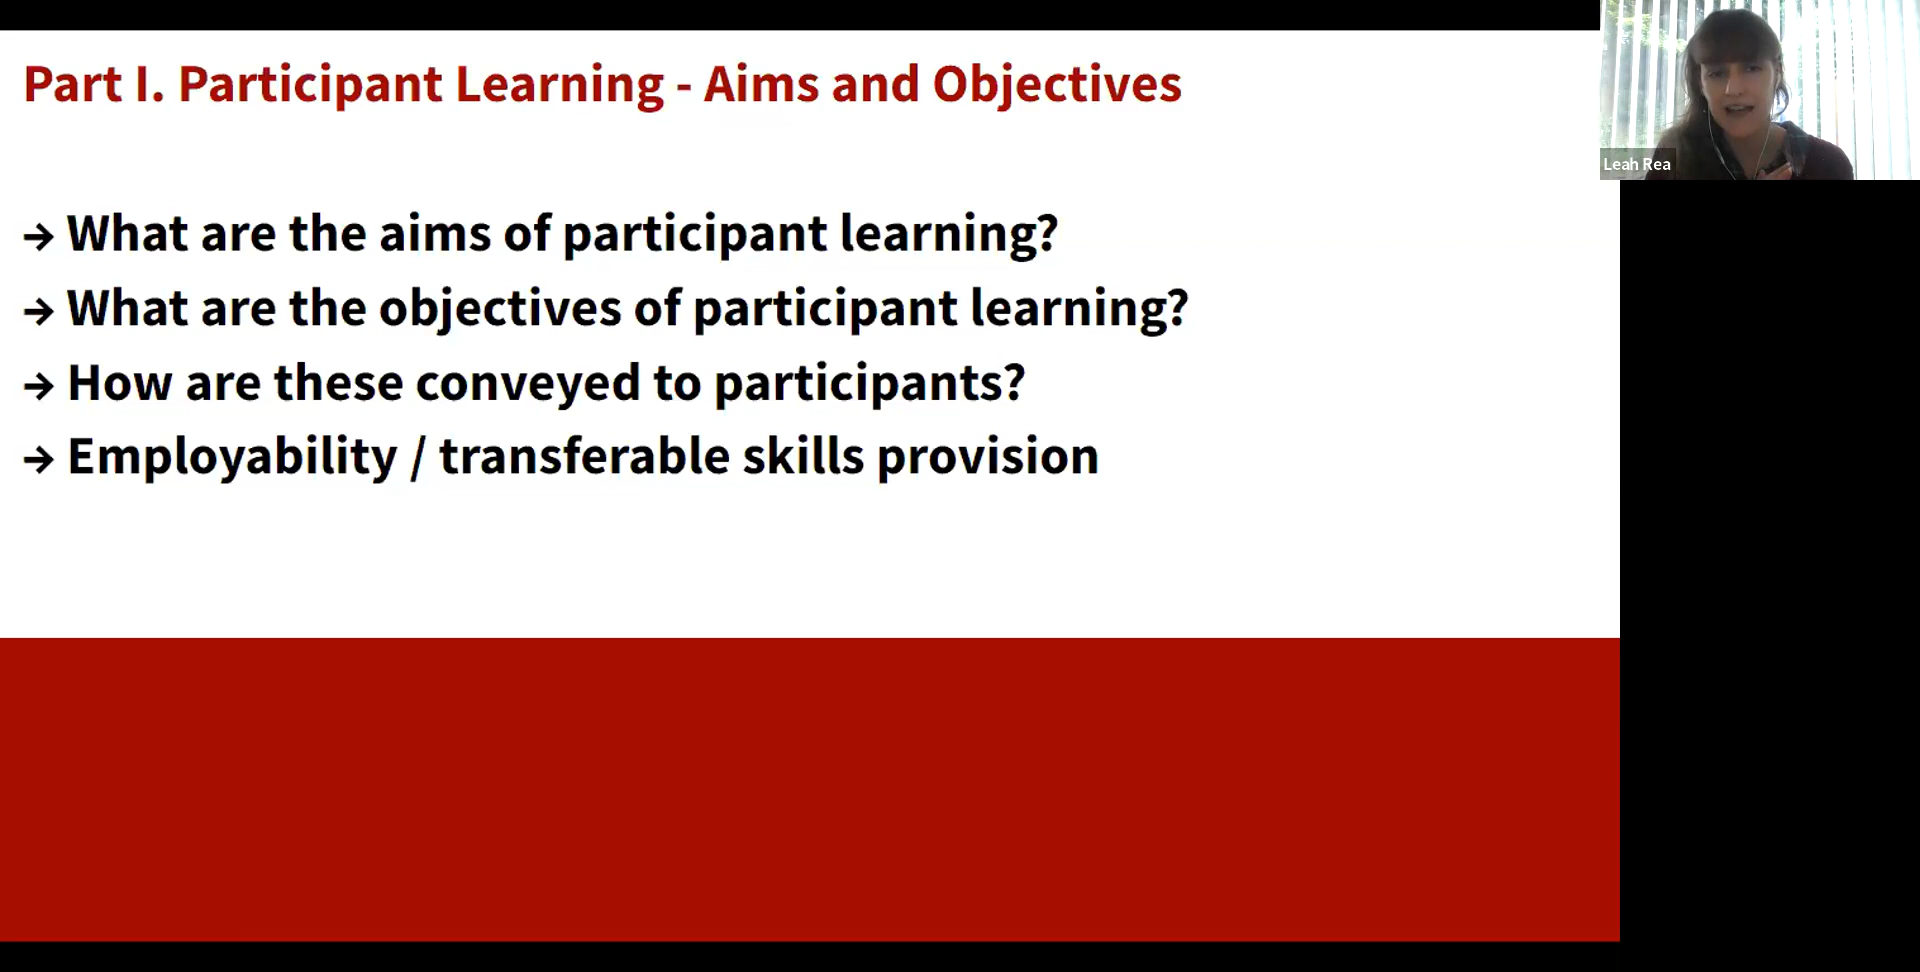 Part I. Participant Learning - Aims and Objectives
→ What are the aims of participant learning?
→ What are the objectives of participant learning?
→ How are these conveyed to participants?
→ Employability / transferable skills provision
Leah Rea